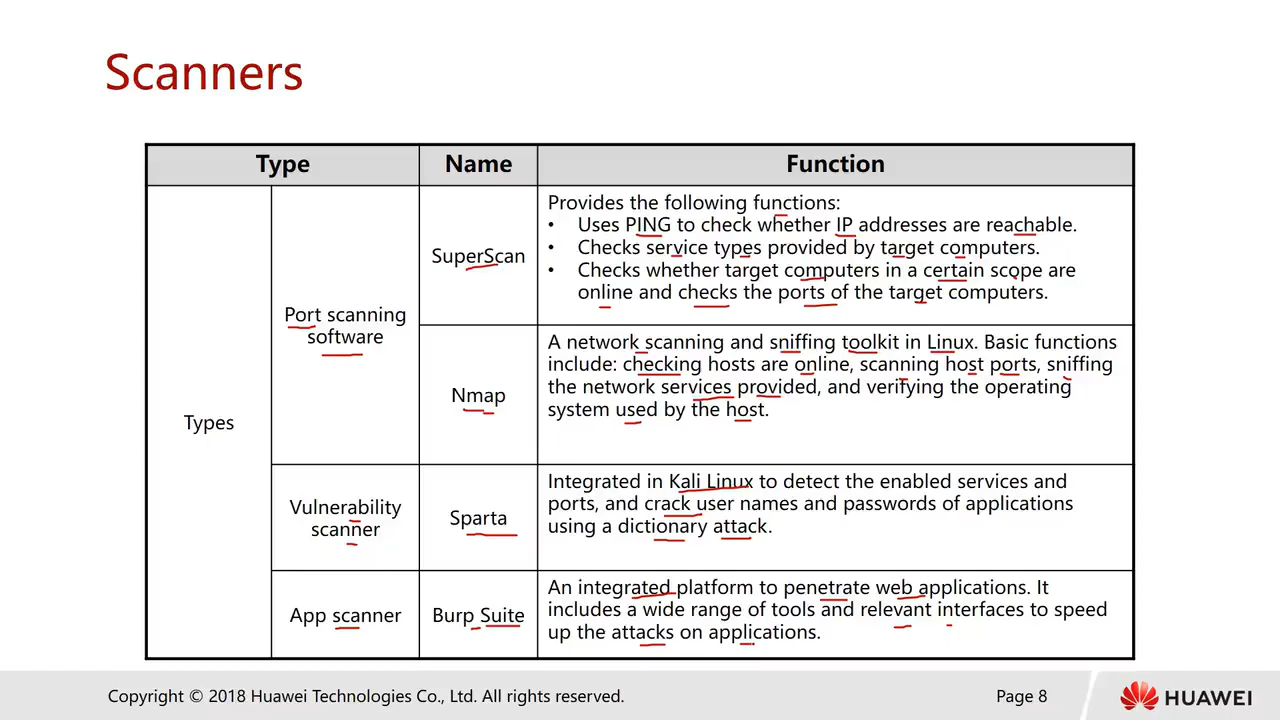 Scanners
Type
Name
Function
Types
Port scanning
software
SuperScan
Provides the following functions:
• Uses PING to check whether IP addresses are reachable.
• Checks service types provided by target computers.
• Checks whether target computers in a certain scope are
online and checks the ports of the target computers.
Nmap
A network scanning and sniffing toolkit in Linux. Basic functions
include: checking hosts are online, scanning host ports, sniffing
the network services provided, and verifying the operating
system used by the host.
Vulnerability
scanner
Sparta
Integrated in Kali Linux to detect the enabled services and
ports, and crack user names and passwords of applications
using a dictionary attack.
App scanner
Burp Suite
An integrated platform to penetrate web applications. It
includes a wide range of tools and relevant interfaces to speed
up the attacks on applications.
Copyright © 2018 Huawei Technologies Co., Ltd. All rights reserved.
Page 8
HUAWEI